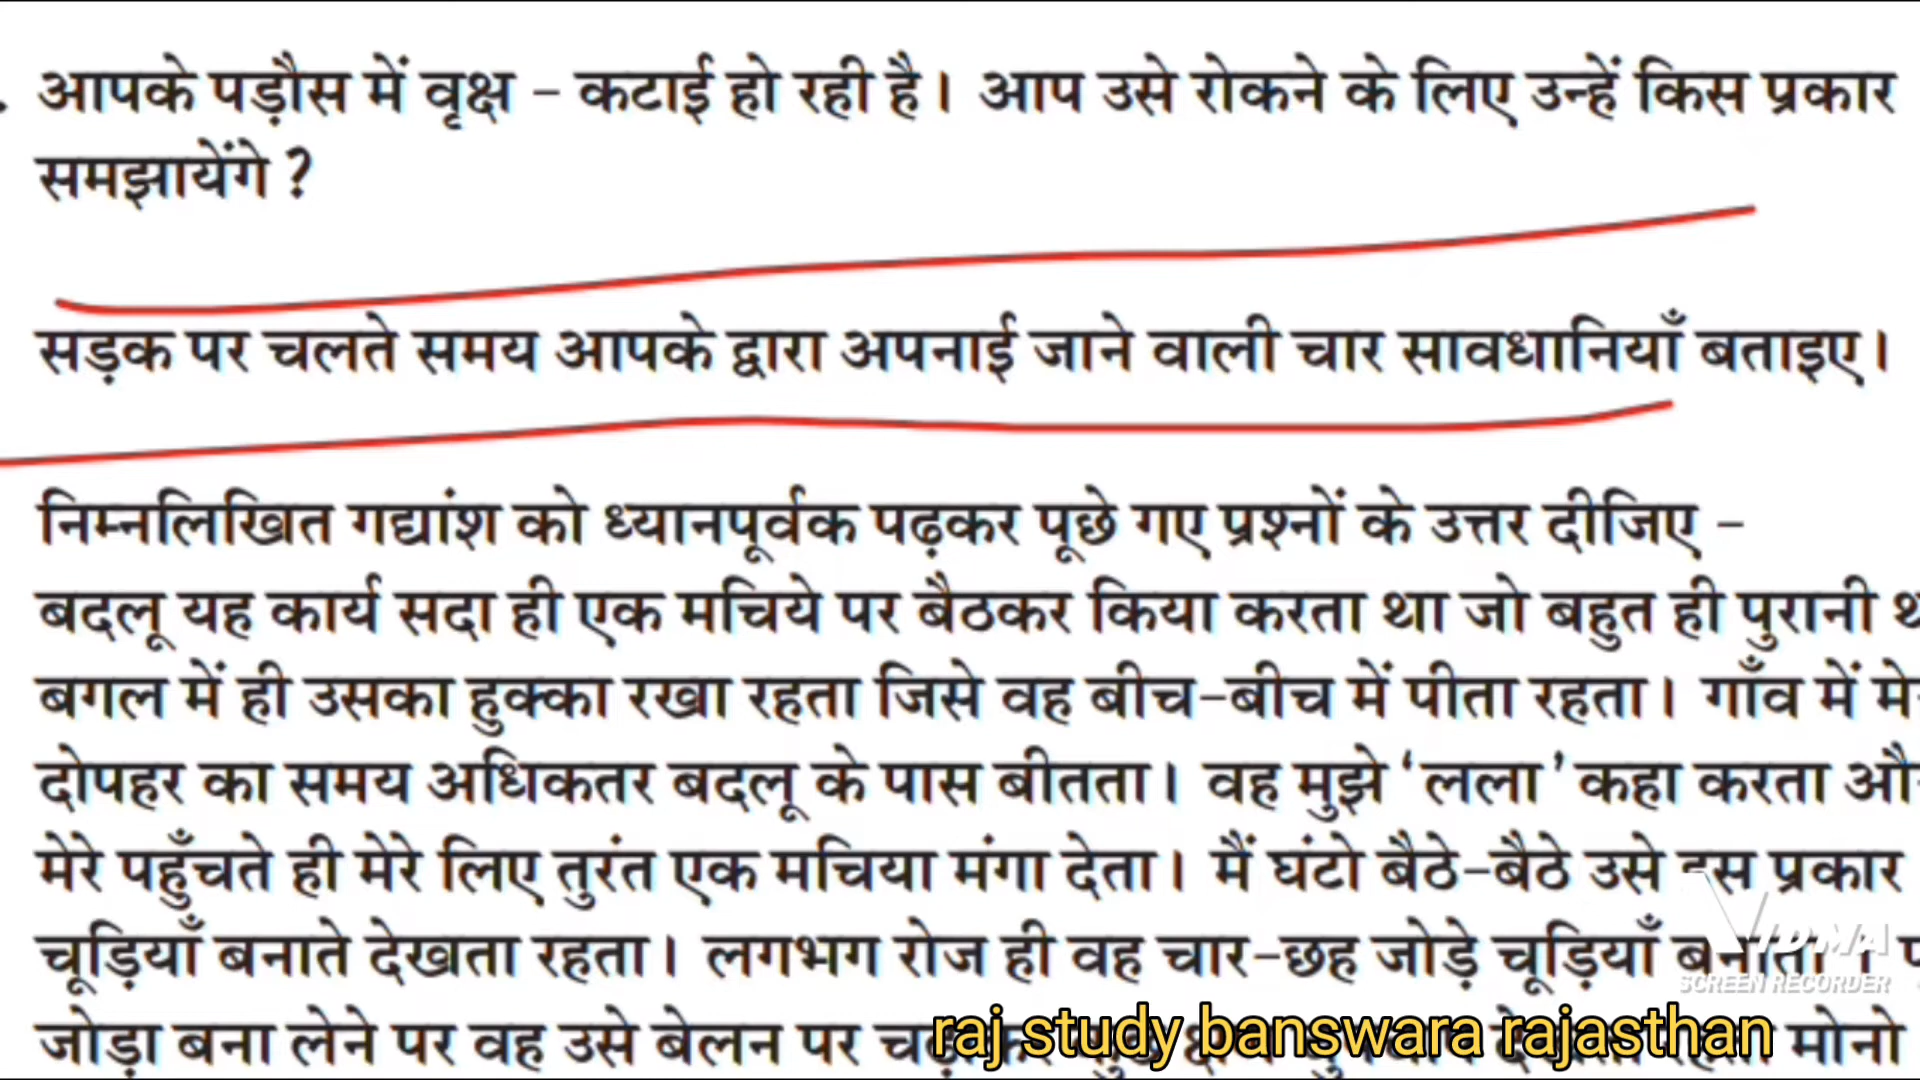 . आपके पड़ौस में वृक्ष - कटाई हो रही है। आप उसे रोकने के लिए उन्हें किस प्रकार
समझायेंगे ?
सड़क पर चलते समय आपके द्वारा अपनाई जाने वाली चार सावधानियाँ बताइए।
निम्नलिखित गद्यांश को ध्यानपूर्वक पढ़कर पूछे गए प्रश्नों के उत्तर दीजिए -
बदलू यह कार्य सदा ही एक मचिये पर बैठकर किया करता था जो बहुत ही पुरानी
बगल में ही उसका हुक्का रखा रहता जिसे वह बीच-बीच में पीता रहता। गाँव में
दोपहर का समय अधिकतर बदलू के पास बीतता। वह मुझे ‘लला’ कहा करता
मेरे पहुँचते ही मेरे लिए तुरंत एक मचिया मंगा देता। मैं घंटो बैठे-बैठे उसे इस प्रकार
चूड़ियाँ बनाते देखता रहता। लगभग रोज ही वह चार-छह जोड़े चूड़ियाँ बनाता ।
जोड़ा बना लेने पर वह उसे बेलन पर मोनो
VIDMA
SCREEN RECORDER
raj study banswara rajasthan